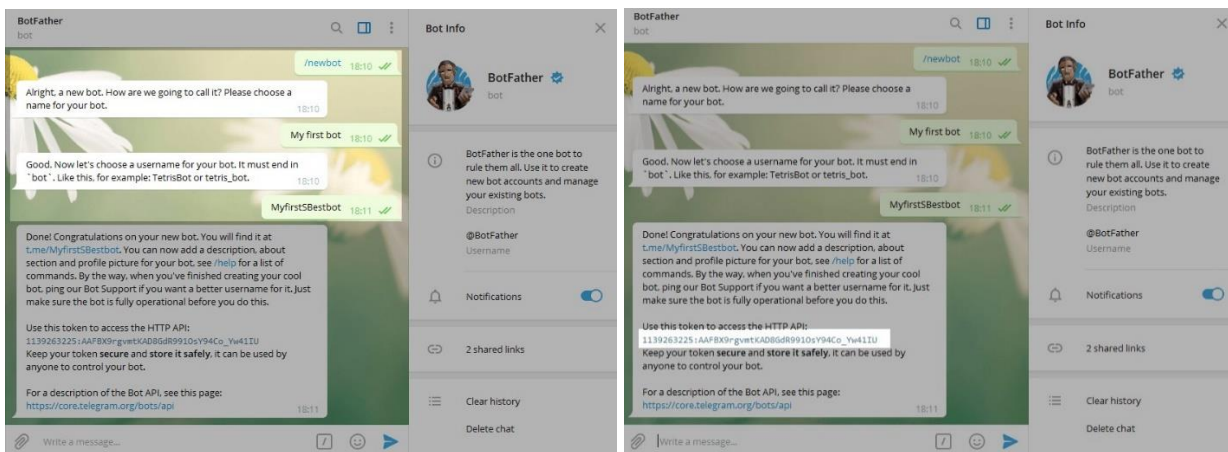 BotFather
bot
/newbot 18:10
Alright, a new bot. How are we going to call it? Please choose a
name for your bot.
18:10
My first bot 18:10
Good. Now let's choose a username for your bot. It must end in
`bot`. Like this, for example: TetrisBot or tetris_bot.
18:10
MyfirstSBestbot 18:11
Done! Congratulations on your new bot. You will find it at
t.me/MyfirstSBestbot. You can now add a description, about
section and profile picture for your bot, see /help for a list of
commands. By the way, when you've finished creating your cool
bot, ping our Bot Support if you want a better username for it. Just
make sure the bot is fully operational before you do this.
Use this token to access the HTTP API:
Keep your token secure and store it safely, it can be used by
anyone to control your bot.
For a description of the Bot API, see this page:
https://core.telegram.org/bots/api
18:11
Write a message...
Bot Info
BotFather
bot
BotFather is the one bot to
rule them all. Use it to create
new bot accounts and manage
your existing bots.
Description
@BotFather
Username
Notifications
2 shared links
Clear history
Delete chat
BotFather
bot
/newbot 18:10
Alright, a new bot. How are we going to call it? Please choose a
name for your bot.
18:10
My first bot 18:10
Good. Now let's choose a username for your bot. It must end in
`bot`. Like this, for example: TetrisBot or tetris_bot.
18:10
MyfirstSBestbot 18:11
Done! Congratulations on your new bot. You will find it at
t.me/MyfirstSBestbot. You can now add a description, about
section and profile picture for your bot, see /help for a list of
commands. By the way, when you've finished creating your cool
bot, ping our Bot Support if you want a better username for it. Just
make sure the bot is fully operational before you do this.
Use this token to access the HTTP API:
Keep your token secure and store it safely, it can be used by
anyone to control your bot.
For a description of the Bot API, see this page:
https://core.telegram.org/bots/api
18:11
Write a message...
Bot Info
BotFather
bot
BotFather is the one bot to
rule them all. Use it to create
new bot accounts and manage
your existing bots.
Description
@BotFather
Username
Notifications
2 shared links
Clear history
Delete chat